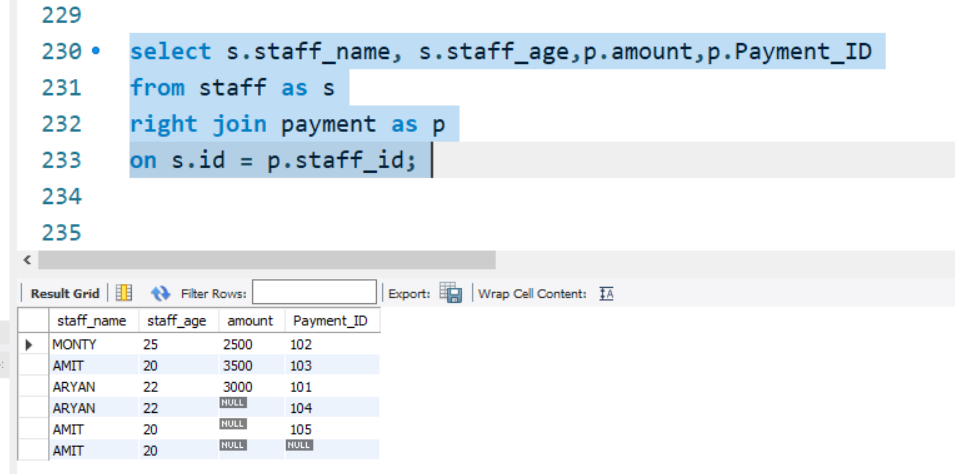 229
230 select s.staff_name, s.staff_age,p.amount,p.Payment_ID
231 from staff as s
232 right join payment as p
233 on s.id = p.staff_id;
234
235
Result Grid Filter Rows: Export: Wrap Cell Content: IA
staff_name staff_age amount Payment_ID
MONTY 25 2500 102
AMIT 20 3500 103
ARYAN 22 3000 101
ARYAN 22 NULL 104
AMIT 20 NULL 105
AMIT 20 NULL NULL